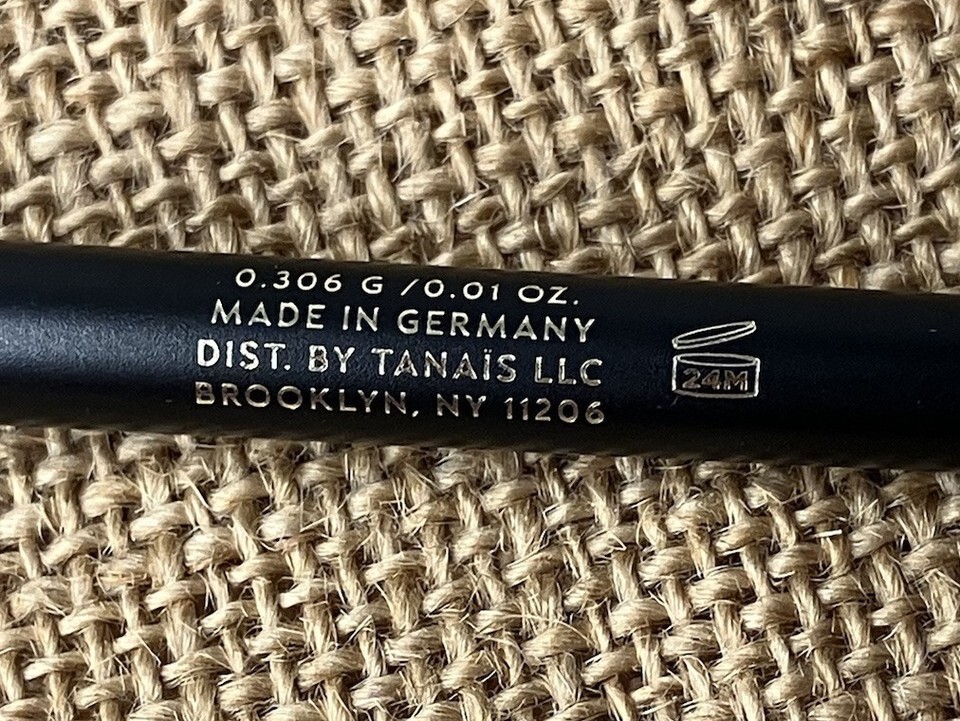 0.306 G /0.01 OZ.
MADE IN GERMANY
DIST. BY TANAÏS LLC
BROOKLYN, NY 11206
24M